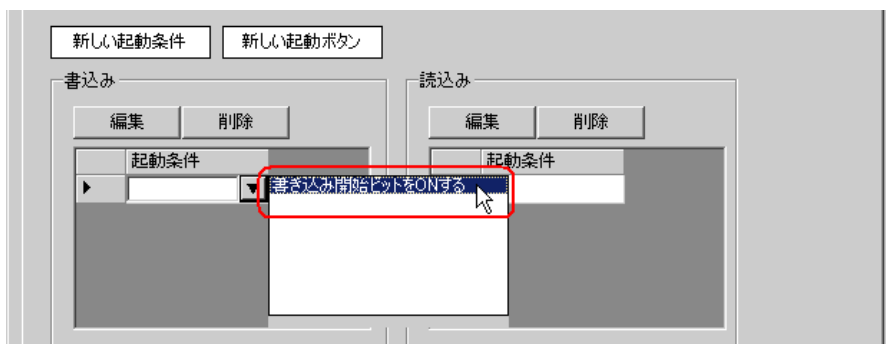 新しい起動条件 新しい起動ボタン
書込み 読込み
編集 削除 編集 削除
起動条件 起動条件
書き込み開始ビットをONする